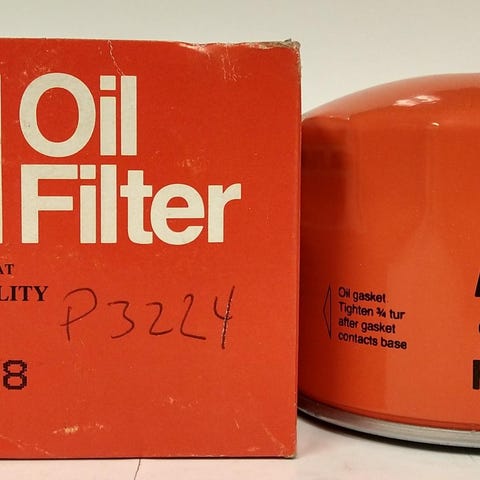 Oil
Filter
AT
LITY
P3224
8
Oil gasket
Tighten ¾ tur
after gasket
contacts base